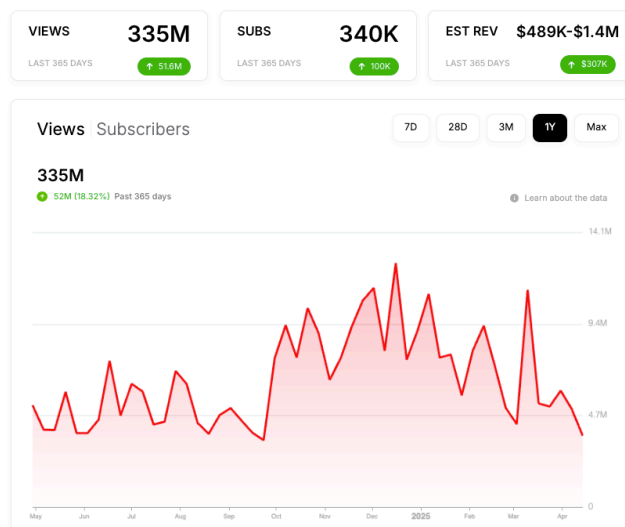 VIEWS 335M
LAST 365 DAYS ↑ 51.6M
SUBS 340K
LAST 365 DAYS ↑ 100K
EST REV $489K-$1.4M
LAST 365 DAYS ↑ $307K
Views Subscribers
7D 28D 3M 1Y Max
335M
52M (18.32%) Past 365 days
Learn about the data
14.1M
9.4M
4.7M
0
May Jun Jul Aug Sep Oct Nov Dec 2025 Feb Mar Apr